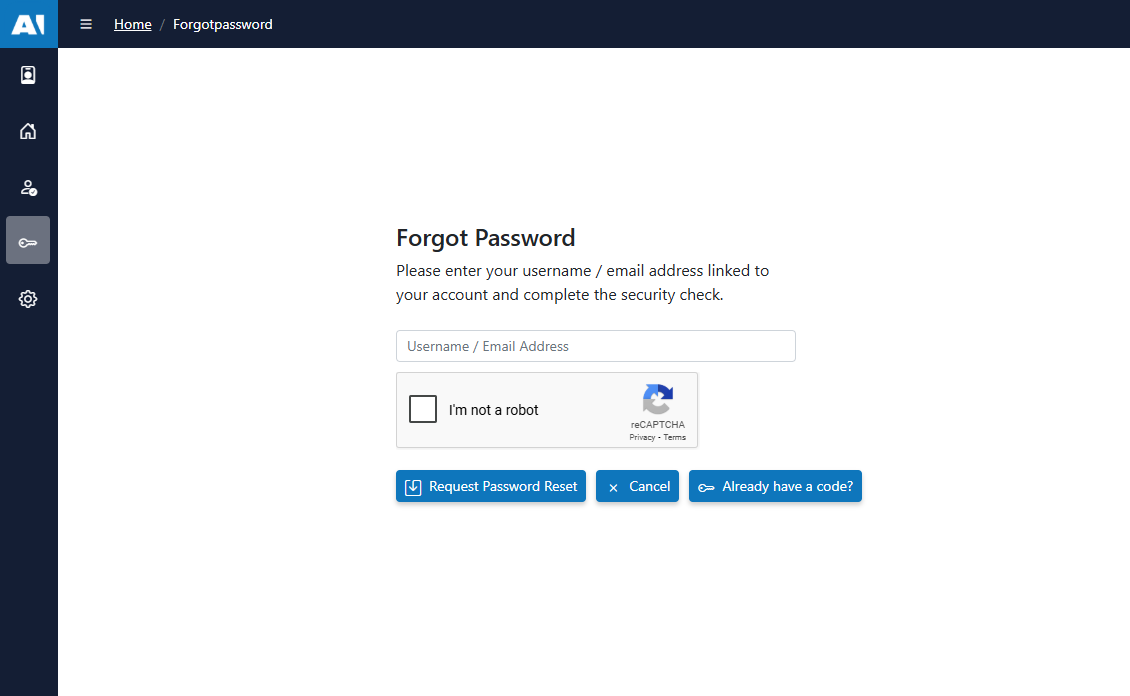 AI
Home / Forgotpassword
Forgot Password
Please enter your username / email address linked to
your account and complete the security check.
Username / Email Address
I'm not a robot
reCAPTCHA
Privacy - Terms
Request Password Reset
Cancel
Already have a code?